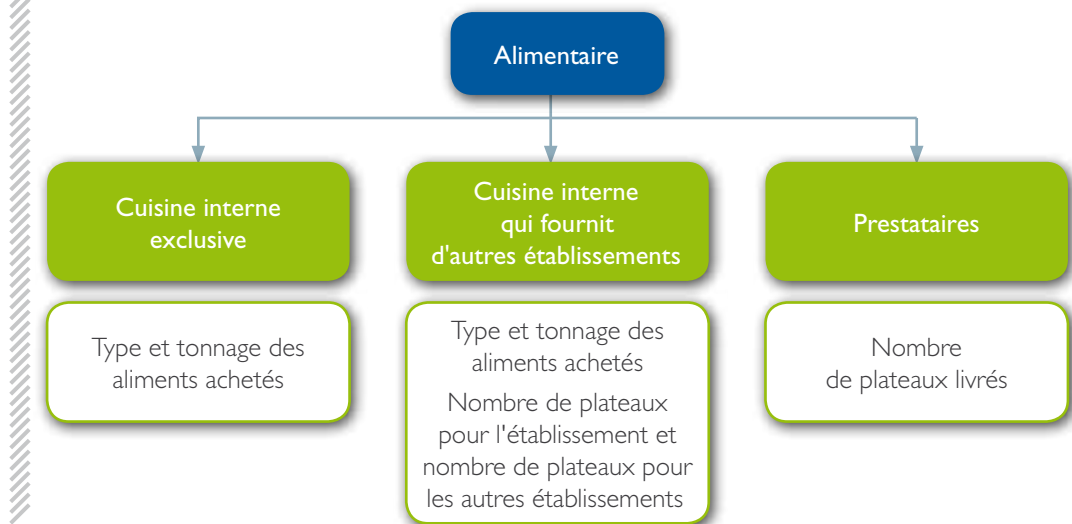 Alimentaire
Cuisine interne
exclusive
Type et tonnage des
aliments achetés
Cuisine interne
qui fournit
d'autres établissements
Type et tonnage des
aliments achetés
Nombre de plateaux
pour l'établissement et
nombre de plateaux pour
les autres établissements
Prestataires
Nombre
de plateaux livrés